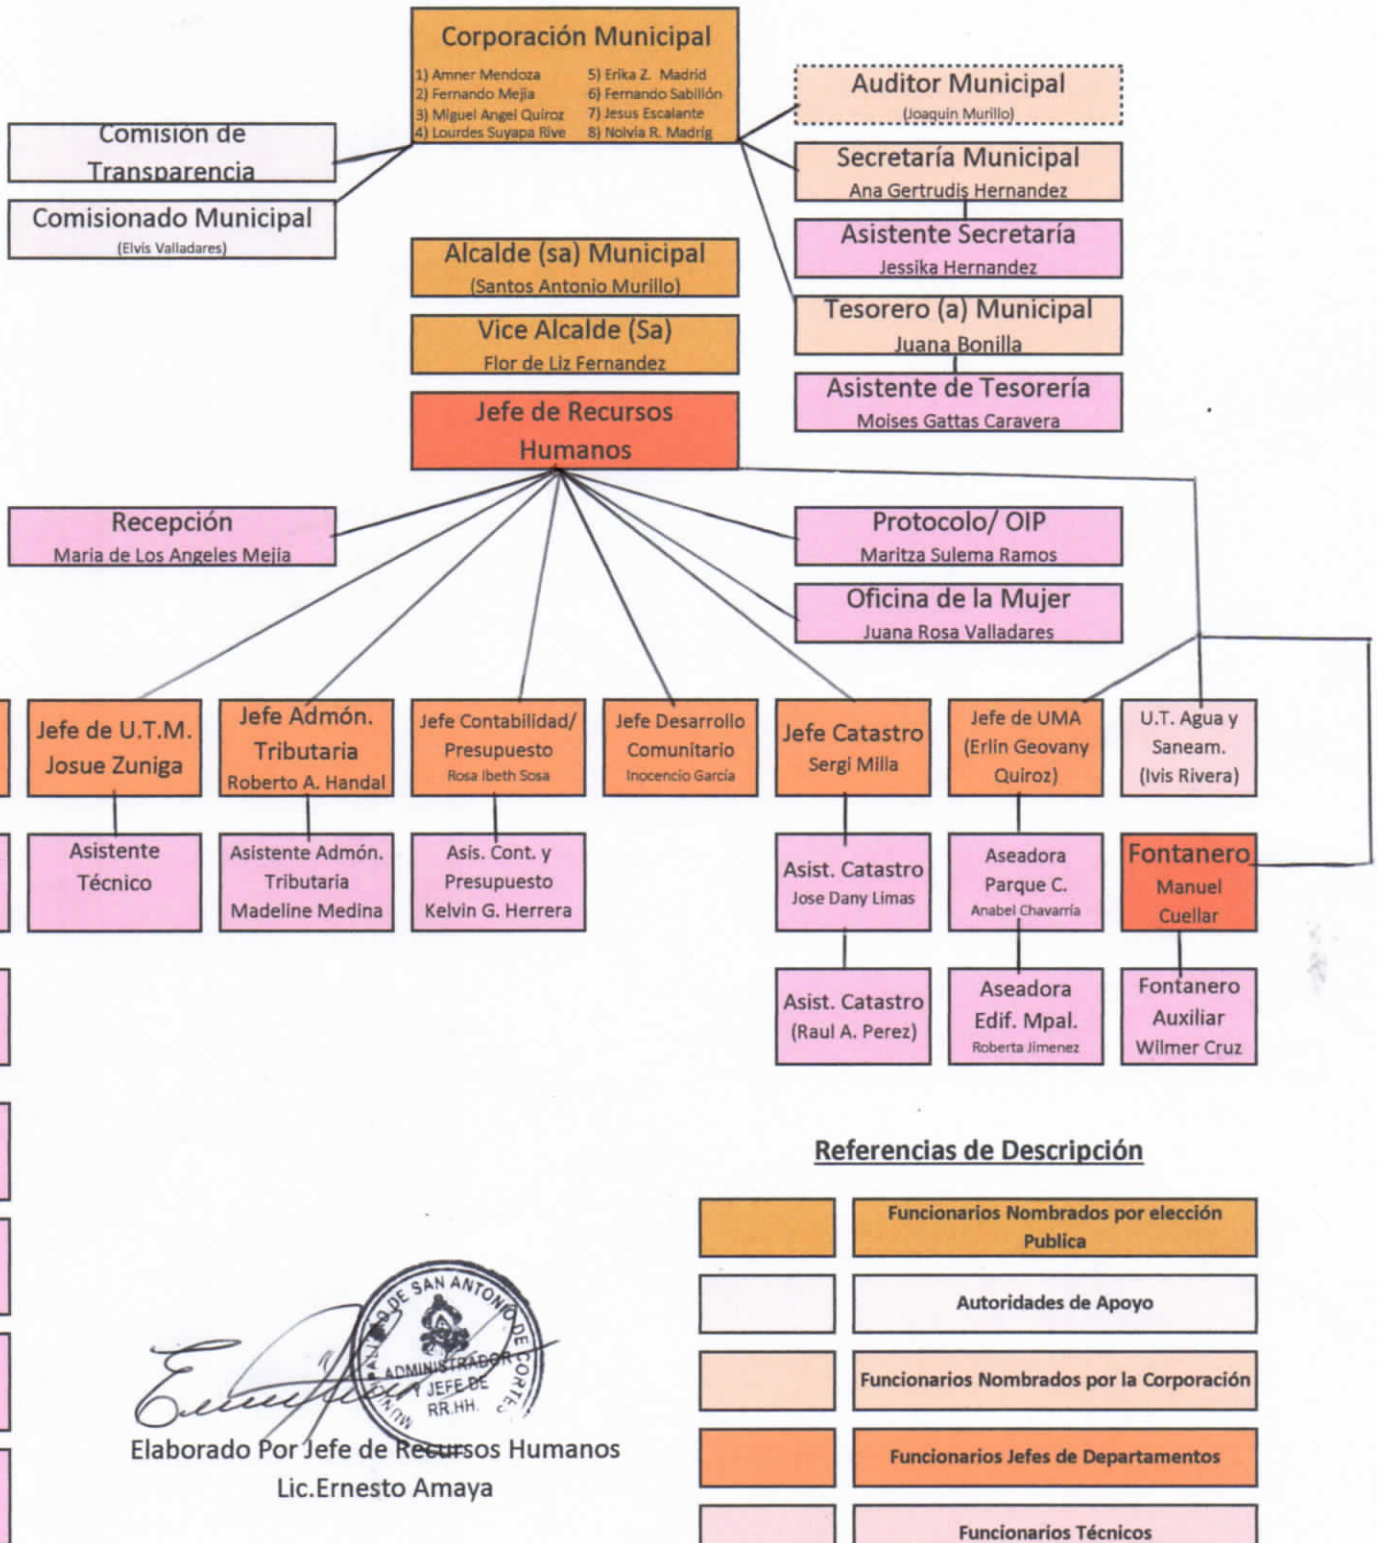 Corporación Municipal
1) Amner Mendoza
2) Fernando Mejia
3) Miguel Angel Quiroz
4) Lourdes Suyapa Rive
5) Erika Z. Madrid
6) Fernando Sabillón
7) Jesus Escalante
8) Nolvia R. Madrig
Auditor Municipal
(Joaquin Murillo)
Comisión de
Transparencia
Secretaría Municipal
Ana Gertrudis Hernandez
Comisionado Municipal
(Elvis Valladares)
Asistente Secretaría
Jessika Hernandez
Alcalde (sa) Municipal
(Santos Antonio Murillo)
Tesorero (a) Municipal
Juana Bonilla
Vice Alcalde (Sa)
Flor de Liz Fernandez
Asistente de Tesorería
Moises Gattas Caravera
Jefe de Recursos
Humanos
Recepción
Maria de Los Angeles Mejia
Protocolo/ OIP
Maritza Sulema Ramos
Oficina de la Mujer
Juana Rosa Valladares
Jefe de U.T.M.
Josue Zuniga
Jefe Admón.
Tributaria
Roberto A. Handal
Jefe Contabilidad/
Presupuesto
Rosa Ibeth Sosa
Jefe Desarrollo
Comunitario
Inocencio García
Jefe Catastro
Sergi Milla
Jefe de UMA
(Erlin Geovany
Quiroz)
U.T. Agua y
Saneam.
(Ivis Rivera)
Asistente
Técnico
Asistente Admón.
Tributaria
Madeline Medina
Asis. Cont. y
Presupuesto
Kelvin G. Herrera
Asist. Catastro
Jose Dany Limas
Aseadora
Parque C.
Anabel Chavarría
Fontanero
Manuel
Cuellar
Asist. Catastro
(Raul A. Perez)
Aseadora
Edif. Mpal.
Roberta Jimenez
Fontanero
Auxiliar
Wilmer Cruz
Referencias de Descripción
Funcionarios Nombrados por elección
Publica
Autoridades de Apoyo
Funcionarios Nombrados por la Corporación
Funcionarios Jefes de Departamentos
Funcionarios Técnicos
MUNICIPALIDAD DE SAN ANTONIO DE CORTES
ADMINISTRADOR
Y JEFE DE
RR.HH.
Elaborado Por Jefe de Recursos Humanos
Lic.Ernesto Amaya